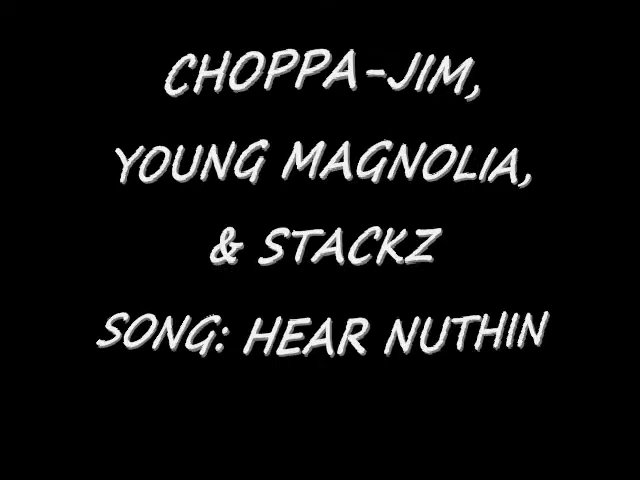 CHOPPA-JIM,
YOUNG MAGNOLIA,
& STACKZ
SONG: HEAR NUTHIN